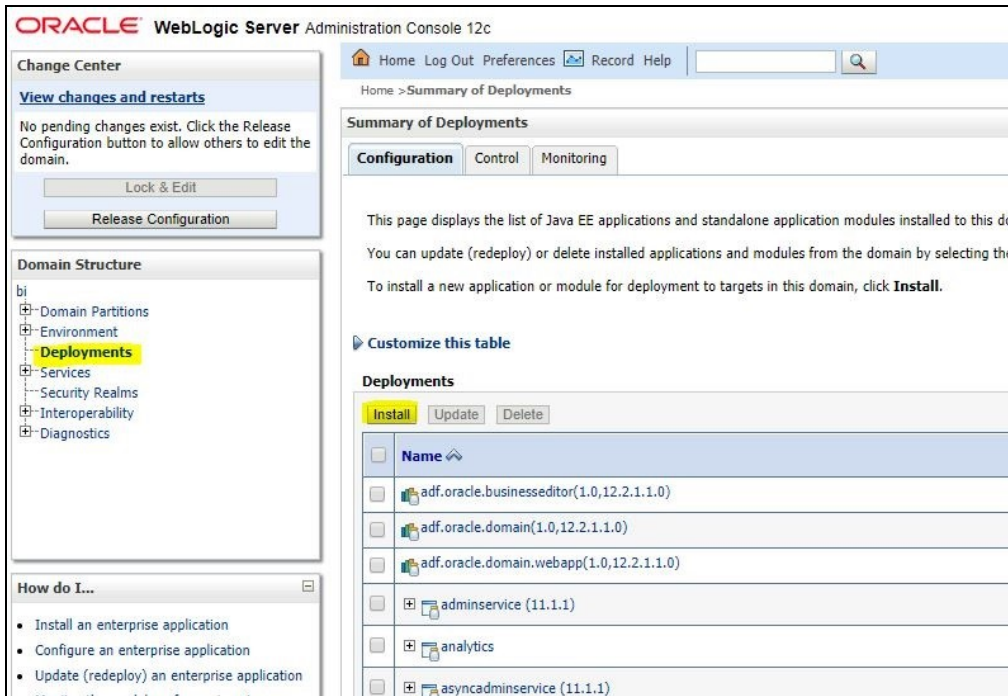 ORACLE WebLogic Server Administration Console 12c
Change Center
View changes and restarts
No pending changes exist. Click the Release
Configuration button to allow others to edit the
domain.
Lock & Edit
Release Configuration
Domain Structure
bi
Domain Partitions
Environment
Deployments
Services
Security Realms
Interoperability
Diagnostics
How do I...
Install an enterprise application
Configure an enterprise application
Update (redeploy) an enterprise application
Home Log Out Preferences Record Help
Home >Summary of Deployments
Summary of Deployments
Configuration Control Monitoring
This page displays the list of Java EE applications and standalone application modules installed to this
You can update (redeploy) or delete installed applications and modules from the domain by selecting the
To install a new application or module for deployment to targets in this domain, click Install.
Customize this table
Deployments
Install Update Delete
Name
adf.oracle.businesseditor(1.0,12.2.1.1.0)
adf.oracle.domain(1.0,12.2.1.1.0)
adf.oracle.domain.webapp(1.0,12.2.1.1.0)
adminservice (11.1.1)
analytics
asyncadminservice (11.1.1)